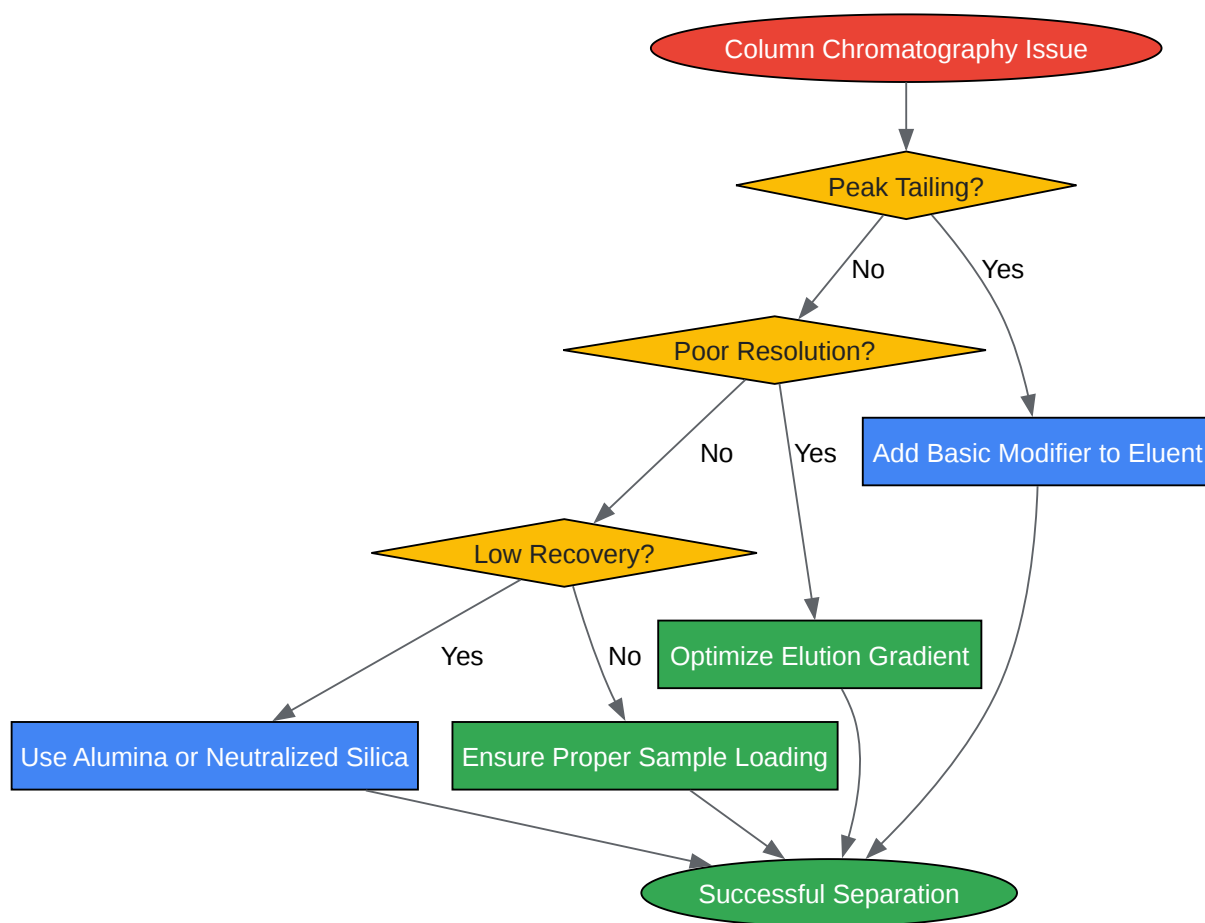 Column Chromatography Issue
Peak Tailing?
No
Yes
Poor Resolution?
No
Yes
Add Basic Modifier to Eluent
Low Recovery?
Yes
No
Optimize Elution Gradient
Use Alumina or Neutralized Silica
Ensure Proper Sample Loading
Successful Separation